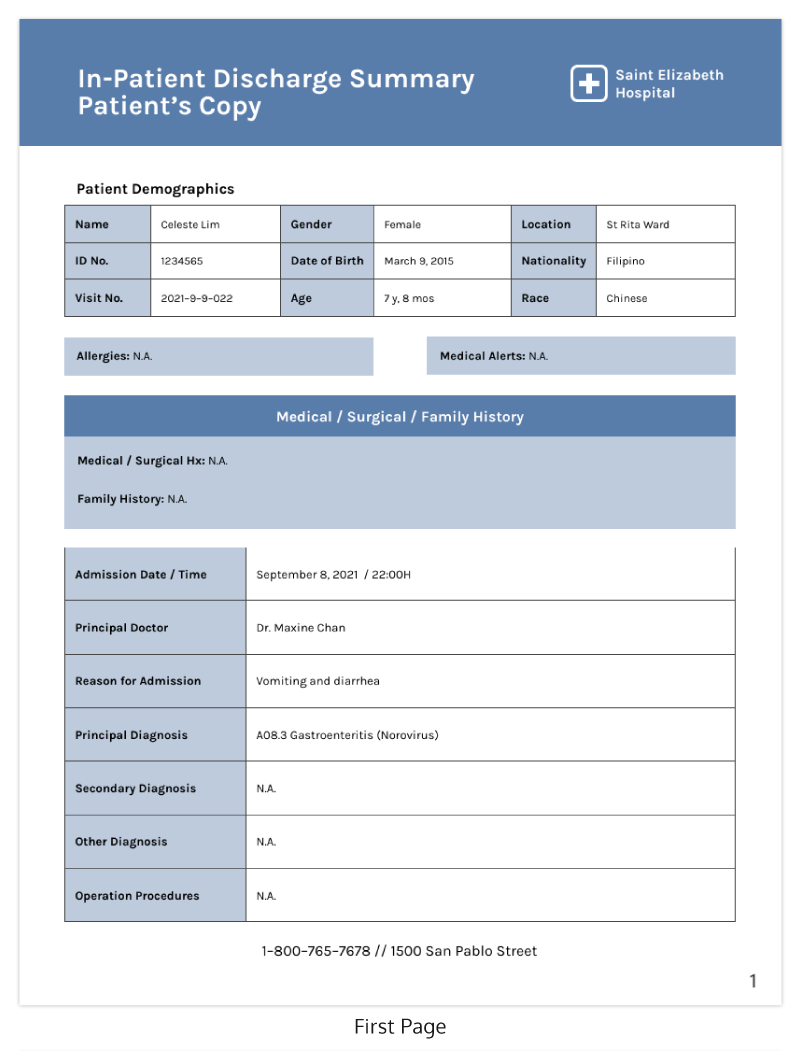 In-Patient Discharge Summary
Patient's Copy
Saint Elizabeth
Hospital
Patient Demographics
Name Celeste Lim Gender Female Location St Rita Ward
ID No. 1234565 Date of Birth March 9, 2015 Nationality Filipino
Visit No. 2021-9-9-022 Age 7 y, 8 mos Race Chinese
Allergies: N.A. Medical Alerts: N.A.
Medical / Surgical / Family History
Medical / Surgical Hx: N.A.
Family History: N.A.
Admission Date / Time September 8, 2021 / 22:00H
Principal Doctor Dr. Maxine Chan
Reason for Admission Vomiting and diarrhea
Principal Diagnosis A08.3 Gastroenteritis (Norovirus)
Secondary Diagnosis N.A.
Other Diagnosis N.A.
Operation Procedures N.A.
1-800-765-7678 // 1500 San Pablo Street
1
First Page